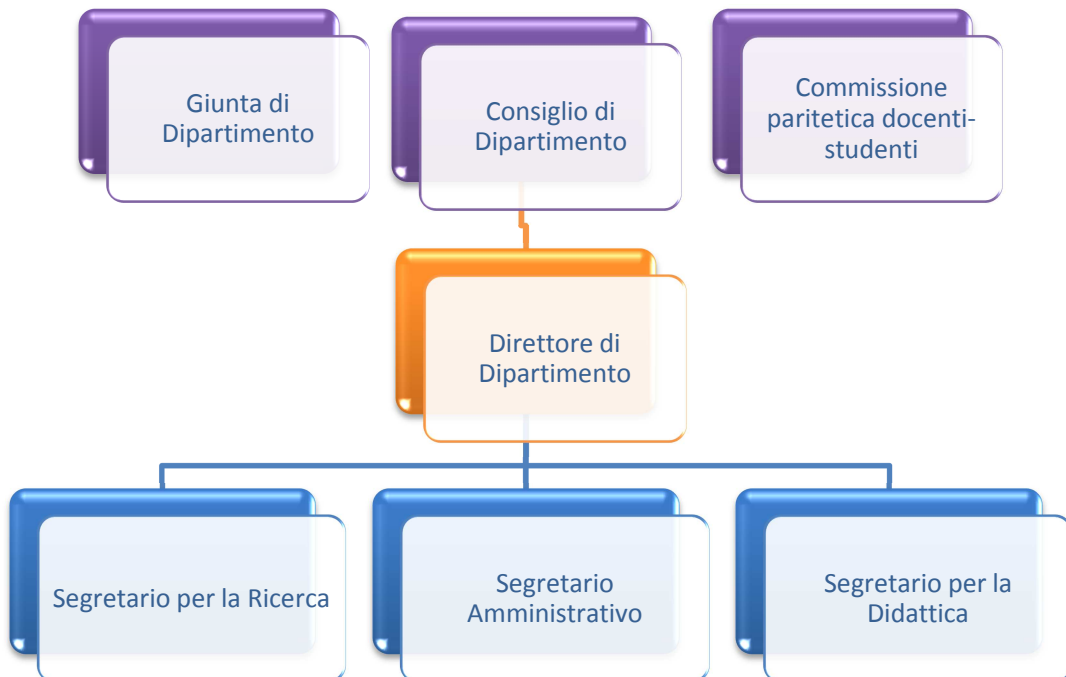 Giunta di
Dipartimento
Consiglio di
Dipartimento
Commissione
paritetica docenti-
studenti
Direttore di
Dipartimento
Segretario per la Ricerca
Segretario
Amministrativo
Segretario per la
Didattica